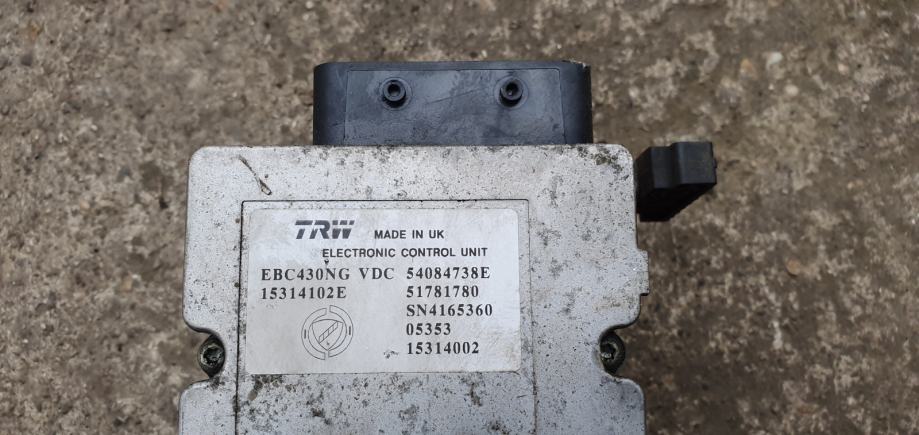 TRW MADE IN UK
ELECTRONIC CONTROL UNIT
EBC430NG VDC 54084738E
15314102E 51781780
SN4165360
05353
15314002